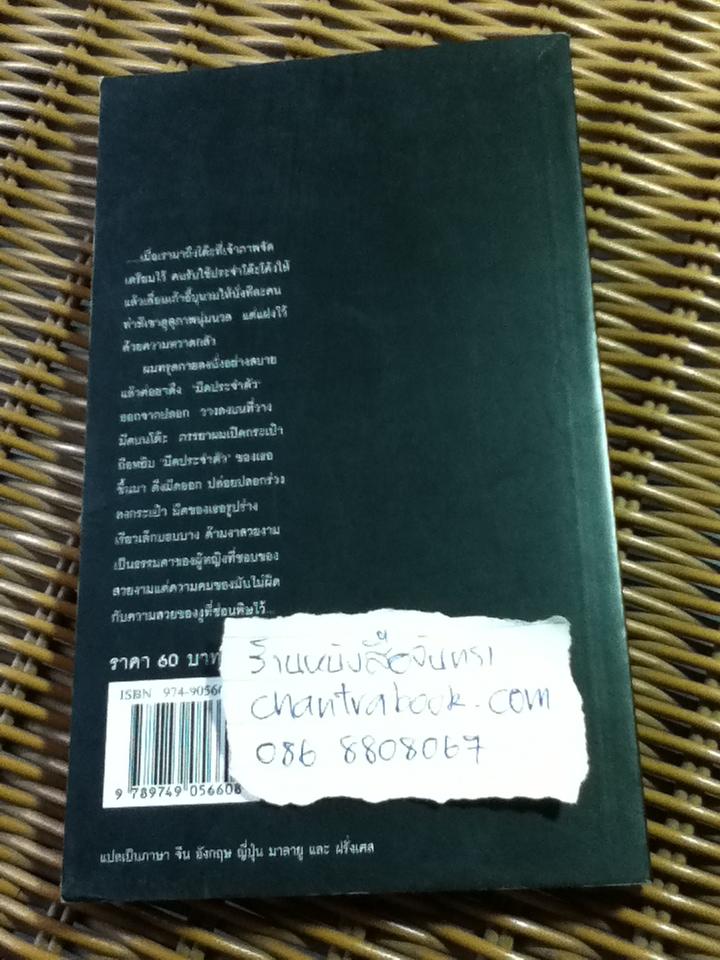 .....เมื่อเรามาถึงโต๊ะที่เจ้าภาพจัด
เตรียมไว้ คนรับใช้ประจำโต๊ะโค้งให้
แล้วเลื่อนเก้าอี้บุนวมให้นั่งทีละคน
ท่าทีเขาดูสุภาพนุ่มนวล แต่แฝงไว้
ด้วยความหวาดกลัว
ผมทรุดกายลงนั่งอย่างสบาย
แล้วค่อยๆดึง "มีดประจำตัว"
ออกจากปลอก วางลงบนที่วาง
มีดบนโต๊ะ ภรรยาผมเปิดกระเป๋า
ถือหยิบ "มีดประจำตัว" ของเธอ
ขึ้นมา ดึงมีดออก ปล่อยปลอกร่วง
ลงกระเป๋า มีดของเธอรูปร่าง
เรียวเล็กบอบบาง ด้ามงาสวยงาม
เป็นธรรมดาของผู้หญิงที่ชอบของ
สวยงามแต่ความคมของมันไม่ผิด
กับความสวยของงูที่ซ่อนพิษไว้...
ราคา 60 บาท
ISBN 974-9056
9 789749 056608
ร้านหนังสือจันทรา
chantrabook.com
086 8808067
แปลเป็นภาษา จีน อังกฤษ ญี่ปุ่น มาลายู และ ฝรั่งเศส